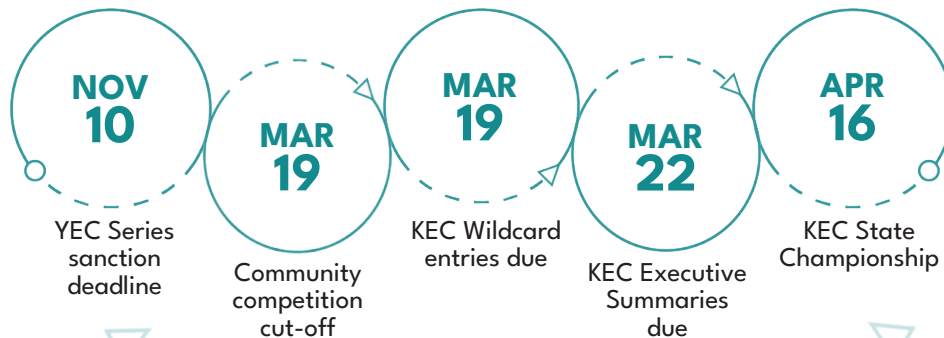 NOV
10
YEC Series
sanction
deadline
MAR
19
Community
competition
cut-off
MAR
19
KEC Wildcard
entries due
MAR
22
KEC Executive
Summaries
due
APR
16
KEC State
Championship